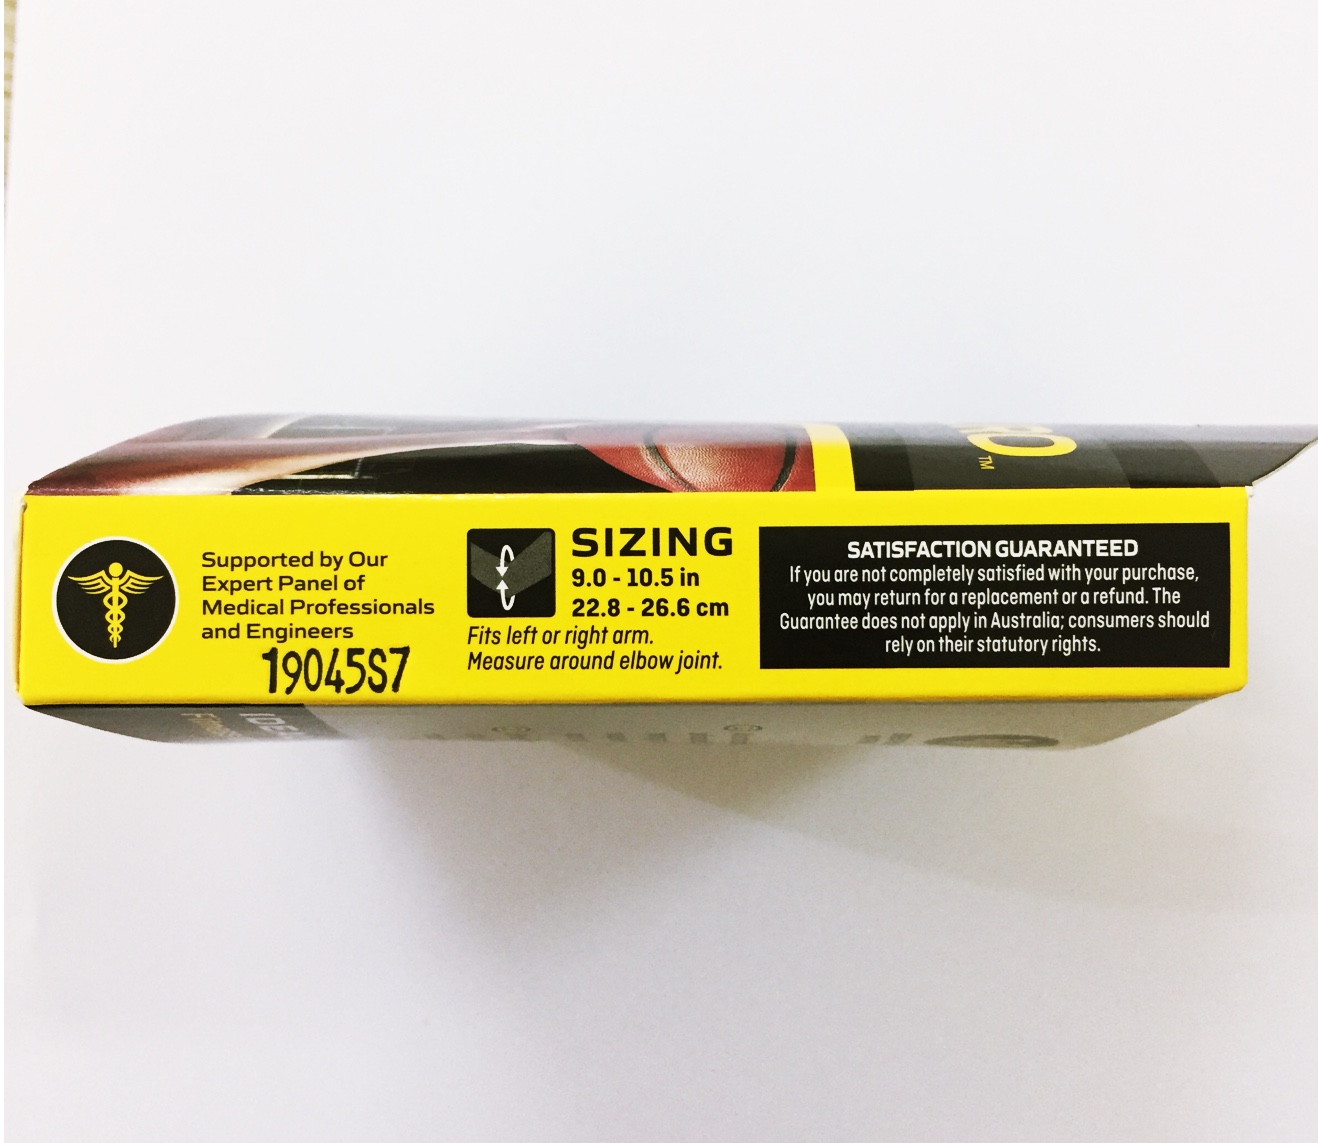 TM
Supported by Our
Expert Panel of
Medical Professionals
and Engineers
19045S7
SIZING
9.0 - 10.5 in
22.8 - 26.6 cm
Fits left or right arm.
Measure around elbow joint.
SATISFACTION GUARANTEED
If you are not completely satisfied with your purchase,
you may return for a replacement or a refund. The
Guarantee does not apply in Australia; consumers should
rely on their statutory rights.